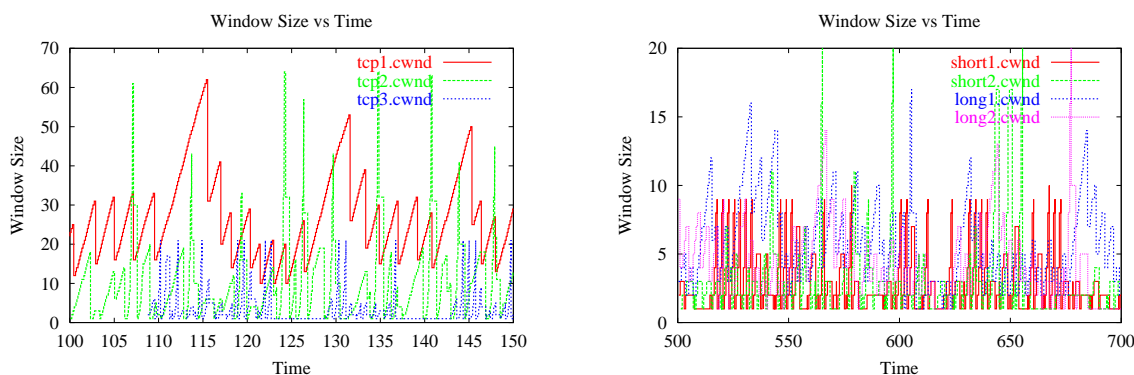 Window Size vs Time
70
60
50
40
30
20
10
0
Window Size
tcp1.cwnd
tcp2.cwnd
tcp3.cwnd
100 105 110 115 120 125 130 135 140 145 150
Time
Window Size vs Time
20
15
10
5
0
Window Size
short1.cwnd
short2.cwnd
long1.cwnd
long2.cwnd
500 550 600 650 700
Time